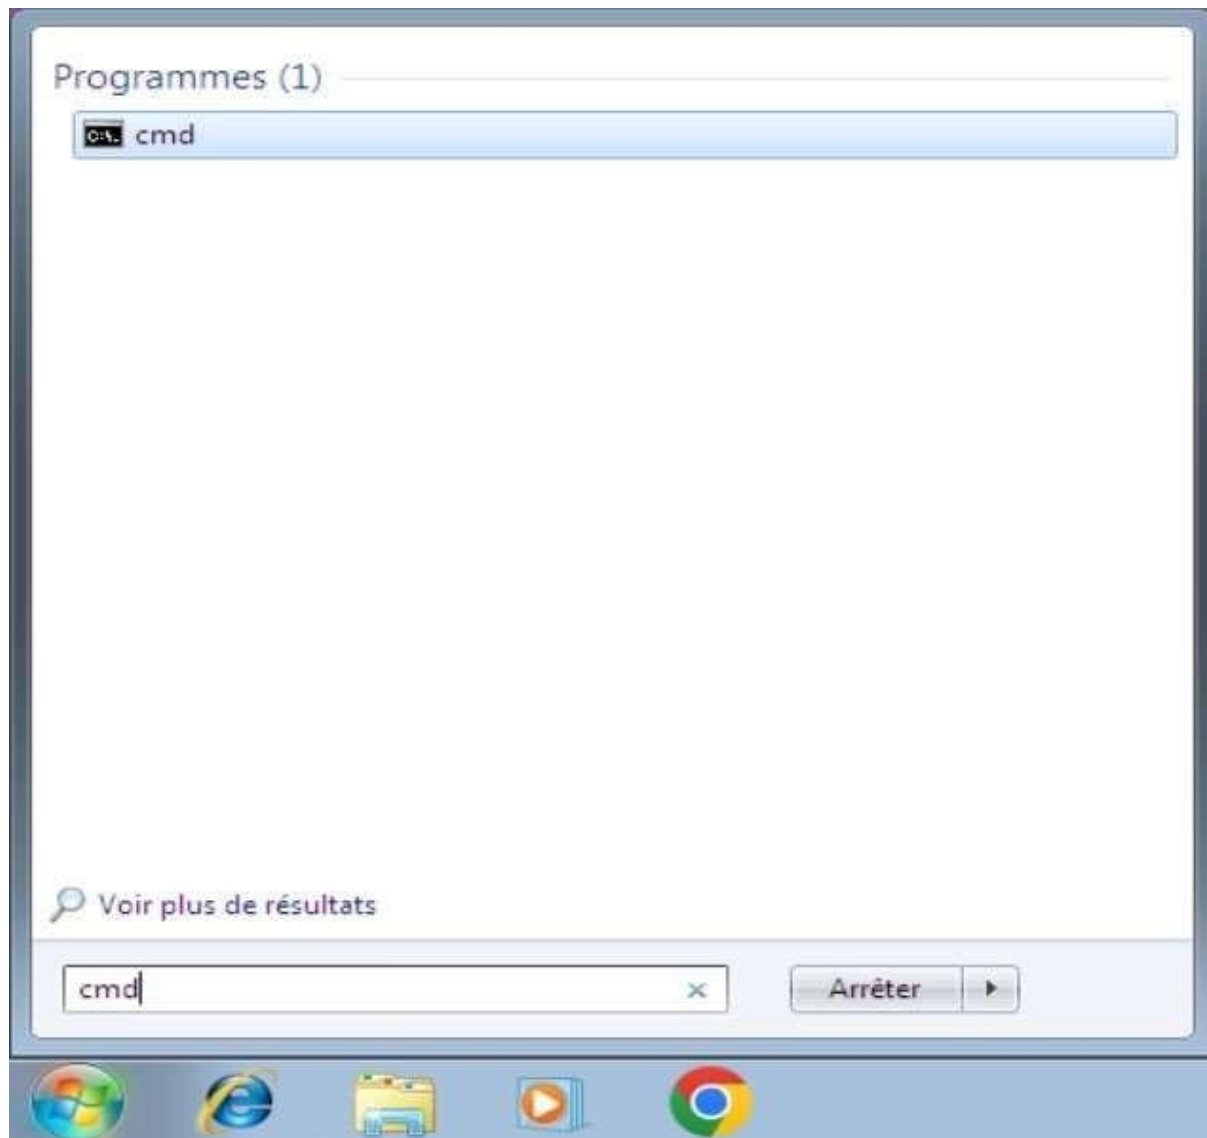 Programmes (1)
C:\.
cmd
Voir plus de résultats
cmd
Arrêter